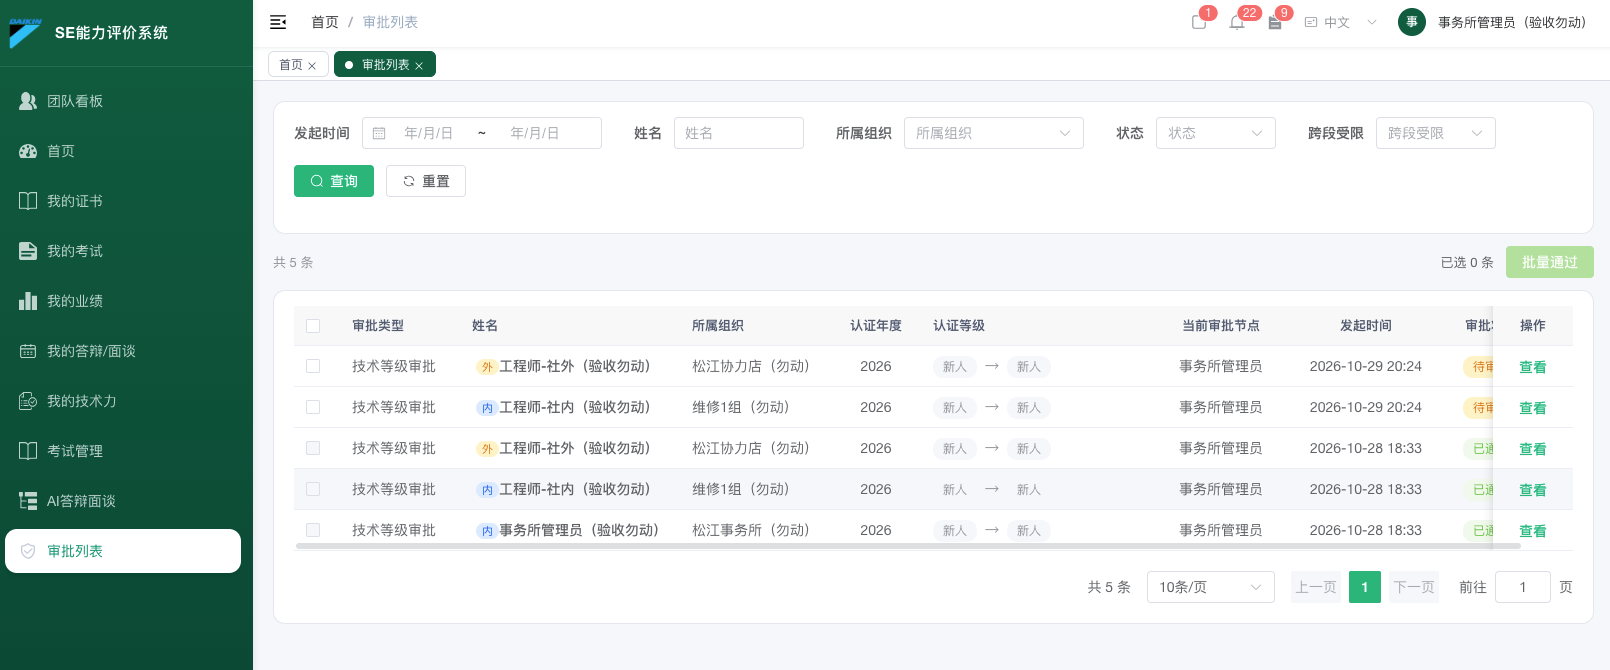 DAIKIN
SE能力评价系统
团队看板
首页
我的证书
我的考试
我的业绩
我的答辩/面谈
我的技术力
考试管理
AI答辩面谈
审批列表
首页 / 审批列表
1 22 9 中文 事 事务所管理员（验收勿动）
首页 审批列表
发起时间 年/月/日 ~ 年/月/日 姓名 姓名 所属组织 所属组织 状态 状态 跨段受限 跨段受限
查询 重置
共 5 条 已选 0 条 批量通过
审批类型 姓名 所属组织 认证年度 认证等级 当前审批节点 发起时间 审批 操作
技术等级审批 外 工程师-社外（验收勿动） 松江协力店（勿动） 2026 新人 → 新人 事务所管理员 2026-10-29 20:24 待审 查看
技术等级审批 内 工程师-社内（验收勿动） 维修1组（勿动） 2026 新人 → 新人 事务所管理员 2026-10-29 20:24 待审 查看
技术等级审批 外 工程师-社外（验收勿动） 松江协力店（勿动） 2026 新人 → 新人 事务所管理员 2026-10-28 18:33 已通 查看
技术等级审批 内 工程师-社内（验收勿动） 维修1组（勿动） 2026 新人 → 新人 事务所管理员 2026-10-28 18:33 已通 查看
技术等级审批 内 事务所管理员（验收勿动） 松江事务所（勿动） 2026 新人 → 新人 事务所管理员 2026-10-28 18:33 已通 查看
共 5 条 10条/页 上一页 1 下一页 前往 1 页